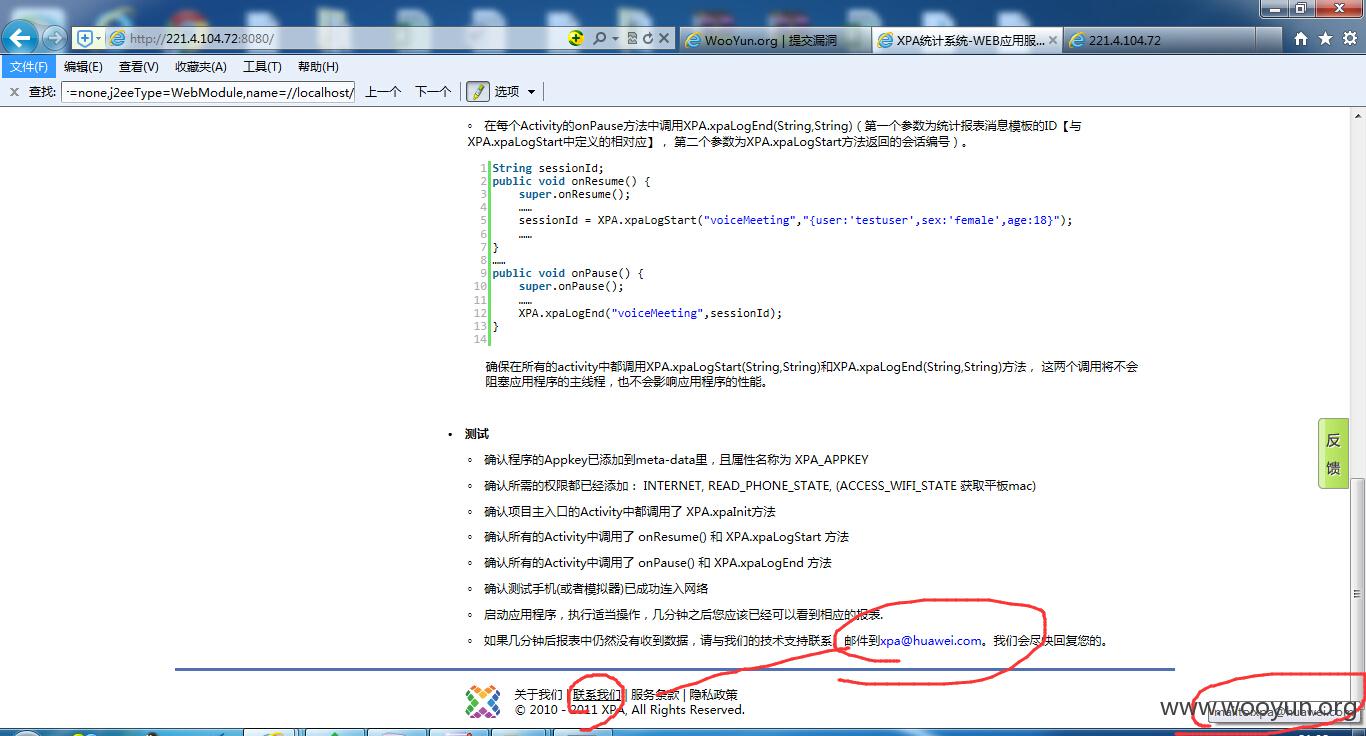 http://221.4.104.72:8080/
WooYun.org | 提交漏洞
XPA统计系统-WEB应用服...
221.4.104.72
文件(F) 编辑(E) 查看(V) 收藏夹(A) 工具(T) 帮助(H)
查找: =none,j2eeType=WebModule,name=//localhost/ 上一个 下一个 选项
在每个Activity的onPause方法中调用XPA.xpaLogEnd(String,String)（第一个参数为统计报表消息模板的ID【与
XPA.xpaLogStart中定义的相对应】，第二个参数为XPA.xpaLogStart方法返回的会话编号）。
1 String sessionId;
2 public void onResume() {
3 super.onResume();
4 ……
5 sessionId = XPA.xpaLogStart("voiceMeeting","{user:'testuser',sex:'female',age:18}");
6 ……
7 }
8 ……
9 public void onPause() {
10 super.onPause();
11 ……
12 XPA.xpaLogEnd("voiceMeeting",sessionId);
13 }
14
确保在所有的activity中都调用XPA.xpaLogStart(String,String)和XPA.xpaLogEnd(String,String)方法，这两个调用将不会
阻塞应用程序的主线程，也不会影响应用程序的性能。
反
馈
测试
确认程序的Appkey已添加到meta-data里，且属性名称为 XPA_APPKEY
确认所需的权限都已经添加： INTERNET, READ_PHONE_STATE, (ACCESS_WIFI_STATE 获取平板mac)
确认项目主入口的Activity中都调用了 XPA.xpaInit方法
确认所有的Activity中调用了 onResume() 和 XPA.xpaLogStart 方法
确认所有的Activity中调用了 onPause() 和 XPA.xpaLogEnd 方法
确认测试手机(或者模拟器)已成功连入网络
启动应用程序，执行适当操作，几分钟之后您应该已经可以看到相应的报表.
如果几分钟后报表中仍然没有收到数据，请与我们的技术支持联系 邮件到xpa@huawei.com。我们会尽快回复您的。
关于我们 | 联系我们 | 服务条款 | 隐私政策
© 2010 - 2011 XPA, All Rights Reserved.
mailto:xpa@huawei.com
www.wooyun.org